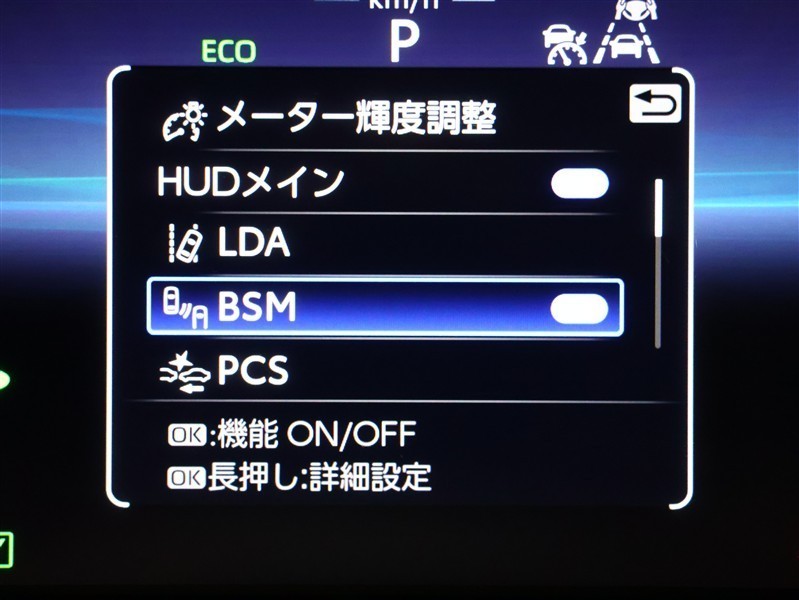 km/h
P
ECO
メーター輝度調整
HUDメイン
LDA
BSM
PCS
OK:機能 ON/OFF
OK長押し:詳細設定